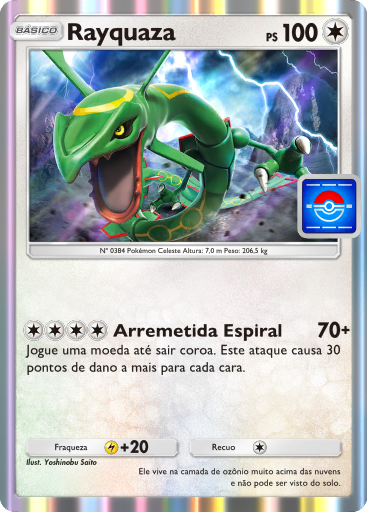 BÁSICO Rayquaza PS 100
Nº 0384 Pokémon Celeste Altura: 7,0 m Peso: 206,5 kg
Arremetida Espiral 70+
Jogue uma moeda até sair coroa. Este ataque causa 30
pontos de dano a mais para cada cara.
Fraqueza +20 Recuo
Ilust. Yoshinobu Saito
Ele vive na camada de ozônio muito acima das nuvens
e não pode ser visto do solo.